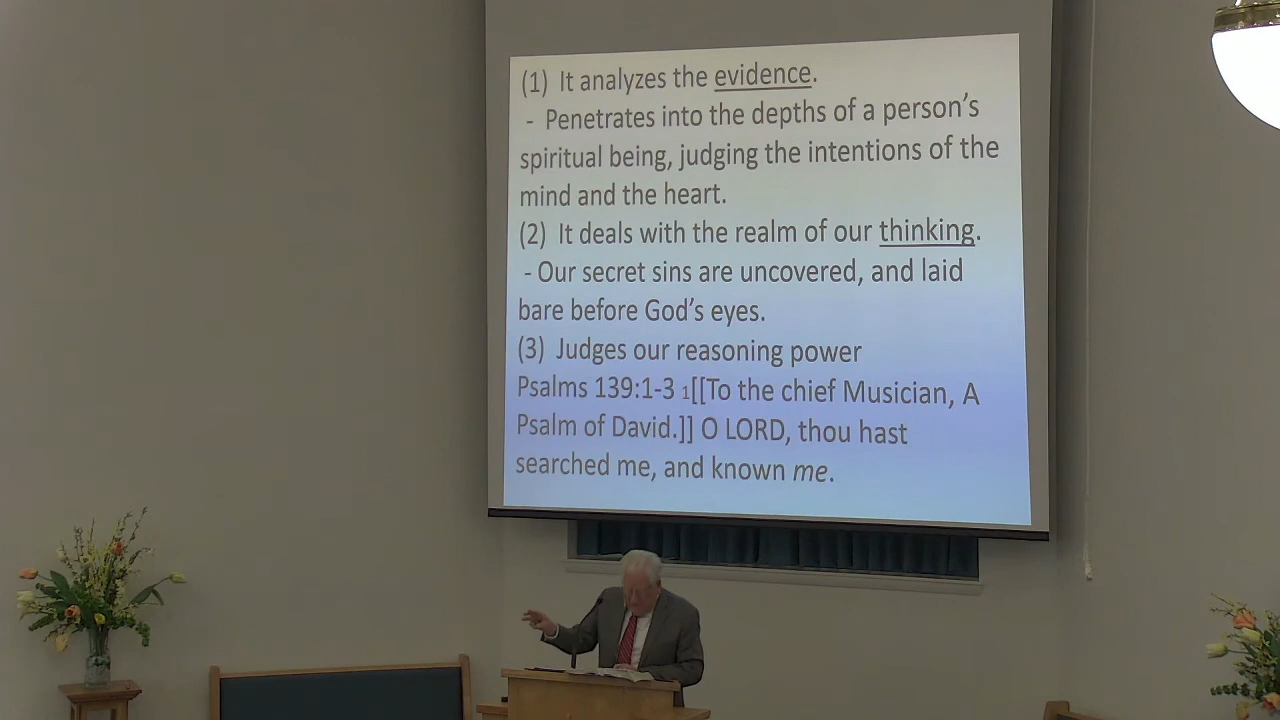 (1) It analyzes the evidence.
- Penetrates into the depths of a person's
spiritual being, judging the intentions of the
mind and the heart.
(2) It deals with the realm of our thinking.
- Our secret sins are uncovered, and laid
bare before God's eyes.
(3) Judges our reasoning power
Psalms 139:1-3 1[[To the chief Musician, A
Psalm of David.]] O LORD, thou hast
searched me, and known me.